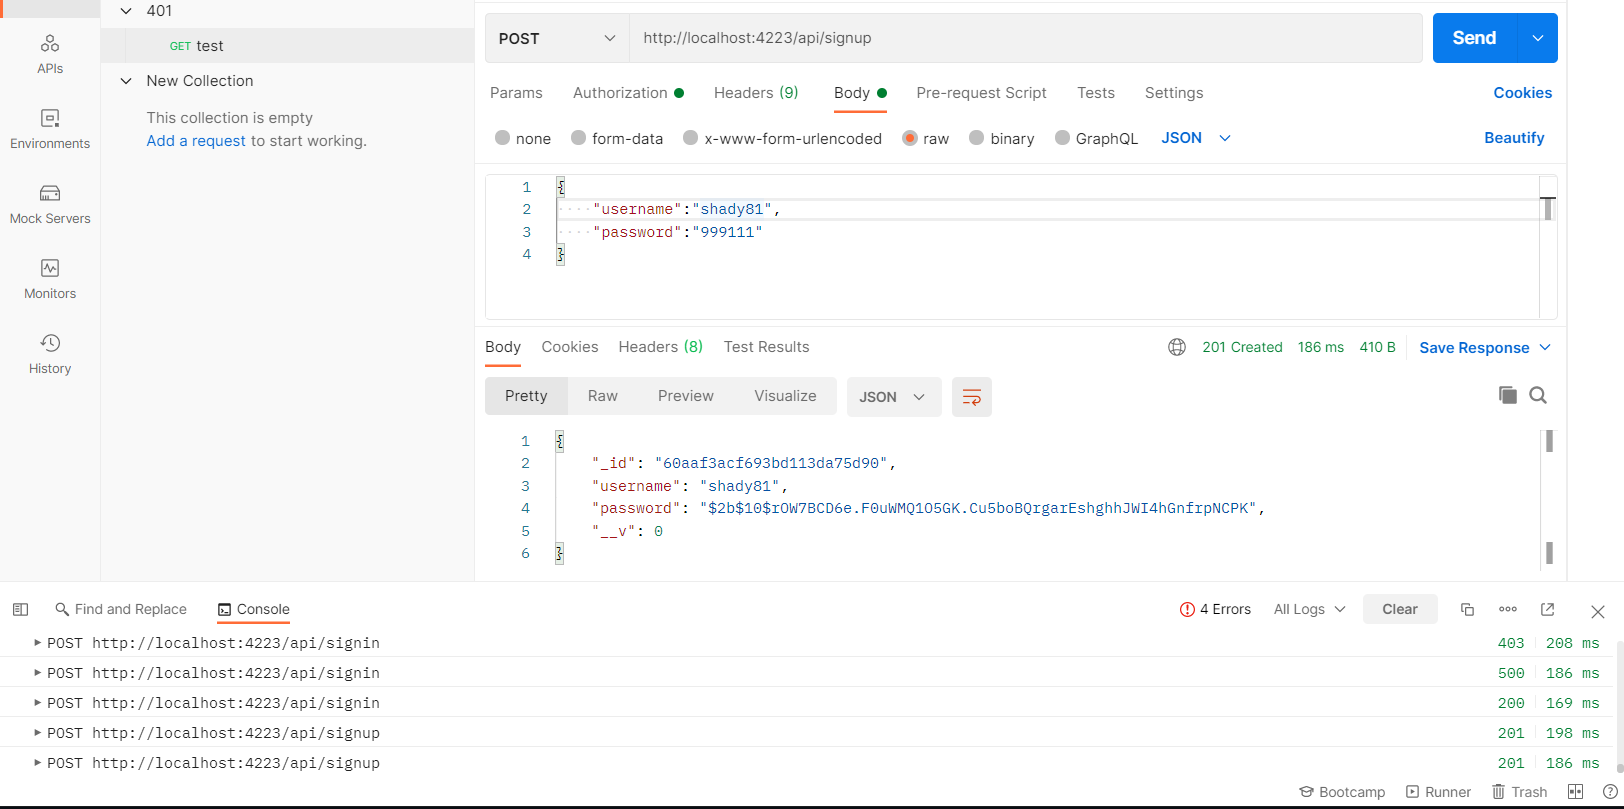 401
GET test
New Collection
This collection is empty
Add a request to start working.
APIs
Environments
Mock Servers
Monitors
History
POST http://localhost:4223/api/signup Send
Params Authorization Headers (9) Body Pre-request Script Tests Settings Cookies
none form-data x-www-form-urlencoded raw binary GraphQL JSON Beautify
1 {
2 "username":"shady81",
3 "password":"999111"
4 }
Body Cookies Headers (8) Test Results 201 Created 186 ms 410 B Save Response
Pretty Raw Preview Visualize JSON
1 {
2 "_id": "60aaf3acf693bd113da75d90",
3 "username": "shady81",
4 "password": "$2b$10$rOW7BCD6e.F0uWMQ1O5GK.Cu5boBQrgarEshghhJWI4hGnfrpNCPK",
5 "__v": 0
6 }
Find and Replace Console 4 Errors All Logs Clear
POST http://localhost:4223/api/signin 403 208 ms
POST http://localhost:4223/api/signin 500 186 ms
POST http://localhost:4223/api/signin 200 169 ms
POST http://localhost:4223/api/signup 201 198 ms
POST http://localhost:4223/api/signup 201 186 ms
Bootcamp Runner Trash